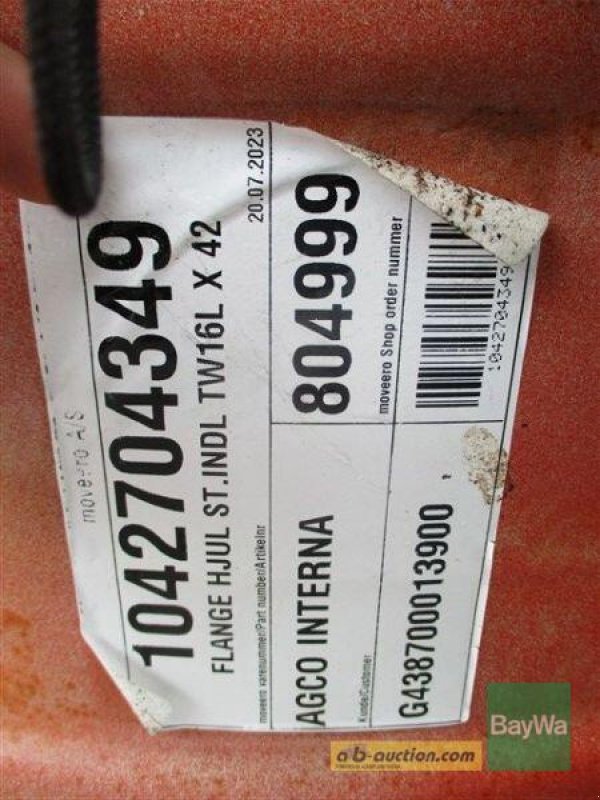 moveero A/S
1042704349
FLANGE HJUL ST.INDL TW16L X 42
20.07.2023
moveero varenummer/Part number/Artikelnr
AGCO INTERNA
804999
Kunde/Customer
moveero Shop order nummer
G438700013900
1042704349
ab-auction.com
BayWa